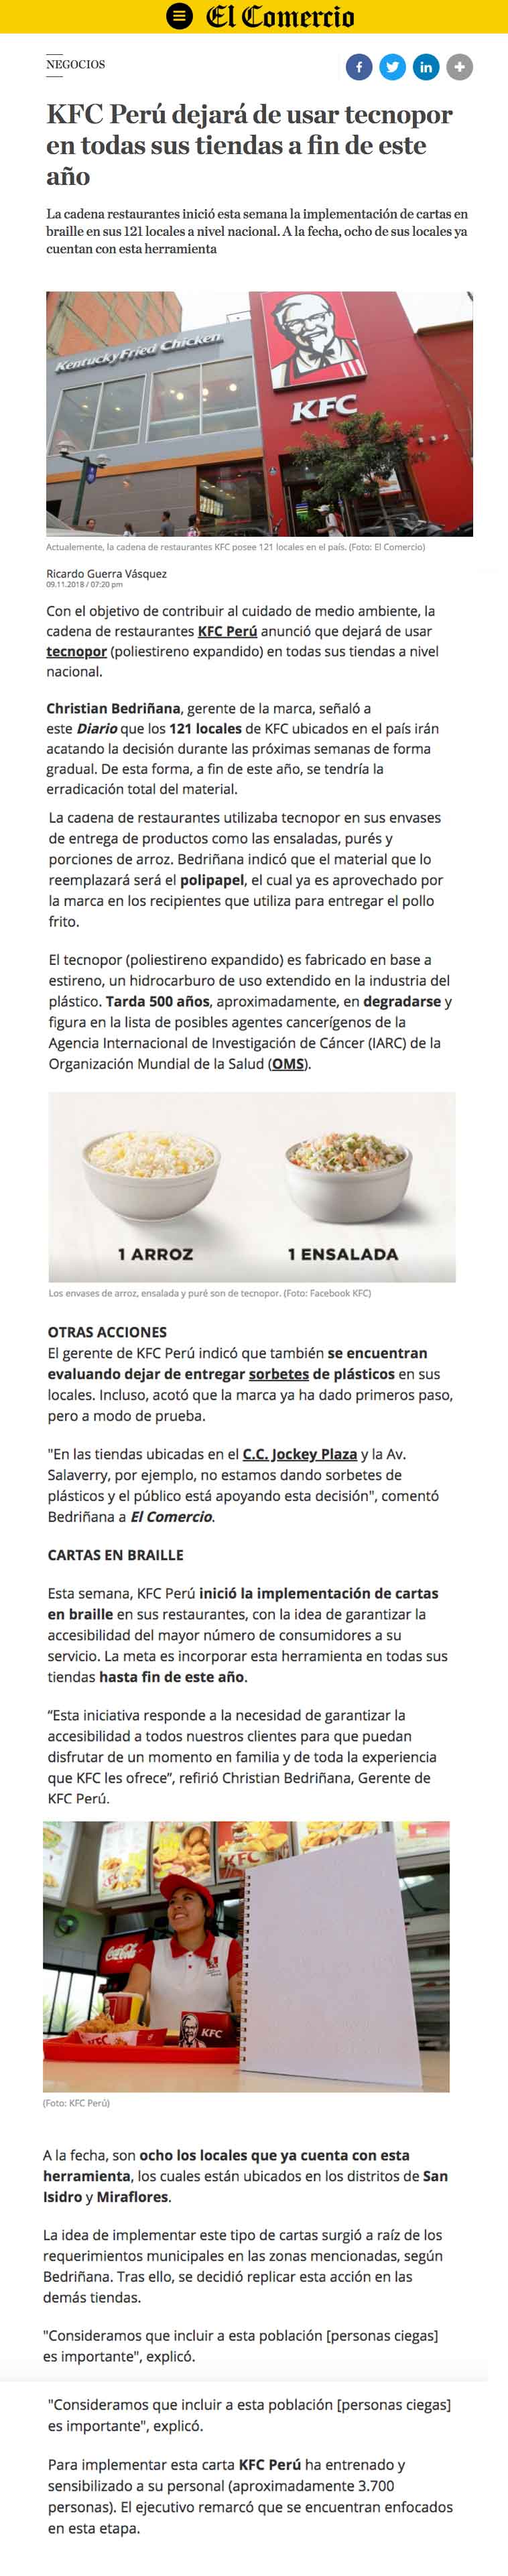 El Comercio
NEGOCIOS
KFC Perú dejará de usar tecnopor
en todas sus tiendas a fin de este
año
La cadena restaurantes inició esta semana la implementación de cartas en
braille en sus 121 locales a nivel nacional. A la fecha, ocho de sus locales ya
cuentan con esta herramienta
Kentucky Fried Chicken
KFC
Actualemente, la cadena de restaurantes KFC posee 121 locales en el país. (Foto: El Comercio)
Ricardo Guerra Vásquez
09.11.2018 / 07:20 pm
Con el objetivo de contribuir al cuidado de medio ambiente, la
cadena de restaurantes KFC Perú anunció que dejará de usar
tecnopor (poliestireno expandido) en todas sus tiendas a nivel
nacional.
Christian Bedriñana, gerente de la marca, señaló a
este Diario que los 121 locales de KFC ubicados en el país irán
acatando la decisión durante las próximas semanas de forma
gradual. De esta forma, a fin de este año, se tendría la
erradicación total del material.
La cadena de restaurantes utilizaba tecnopor en sus envases
de entrega de productos como las ensaladas, purés y
porciones de arroz. Bedriñana indicó que el material que lo
reemplazará será el polipapel, el cual ya es aprovechado por
la marca en los recipientes que utiliza para entregar el pollo
frito.
El tecnopor (poliestireno expandido) es fabricado en base a
estireno, un hidrocarburo de uso extendido en la industria del
plástico. Tarda 500 años, aproximadamente, en degradarse y
figura en la lista de posibles agentes cancerígenos de la
Agencia Internacional de Investigación de Cáncer (IARC) de la
Organización Mundial de la Salud (OMS).
1 ARROZ 1 ENSALADA
Los envases de arroz, ensalada y puré son de tecnopor. (Foto: Facebook KFC)
OTRAS ACCIONES
El gerente de KFC Perú indicó que también se encuentran
evaluando dejar de entregar sorbetes de plásticos en sus
locales. Incluso, acotó que la marca ya ha dado primeros paso,
pero a modo de prueba.
"En las tiendas ubicadas en el C.C. Jockey Plaza y la Av.
Salaverry, por ejemplo, no estamos dando sorbetes de
plásticos y el público está apoyando esta decisión", comentó
Bedriñana a El Comercio.
CARTAS EN BRAILLE
Esta semana, KFC Perú inició la implementación de cartas
en braille en sus restaurantes, con la idea de garantizar la
accesibilidad del mayor número de consumidores a su
servicio. La meta es incorporar esta herramienta en todas sus
tiendas hasta fin de este año.
“Esta iniciativa responde a la necesidad de garantizar la
accesibilidad a todos nuestros clientes para que puedan
disfrutar de un momento en familia y de toda la experiencia
que KFC les ofrece”, refirió Christian Bedriñana, Gerente de
KFC Perú.
KFC
Coca-Cola
KFC
KFC
(Foto: KFC Perú)
A la fecha, son ocho los locales que ya cuenta con esta
herramienta, los cuales están ubicados en los distritos de San
Isidro y Miraflores.
La idea de implementar este tipo de cartas surgió a raíz de los
requerimientos municipales en las zonas mencionadas, según
Bedriñana. Tras ello, se decidió replicar esta acción en las
demás tiendas.
"Consideramos que incluir a esta población [personas ciegas]
es importante", explicó.
"Consideramos que incluir a esta población [personas ciegas]
es importante", explicó.
Para implementar esta carta KFC Perú ha entrenado y
sensibilizado a su personal (aproximadamente 3.700
personas). El ejecutivo remarcó que se encuentran enfocados
en esta etapa.